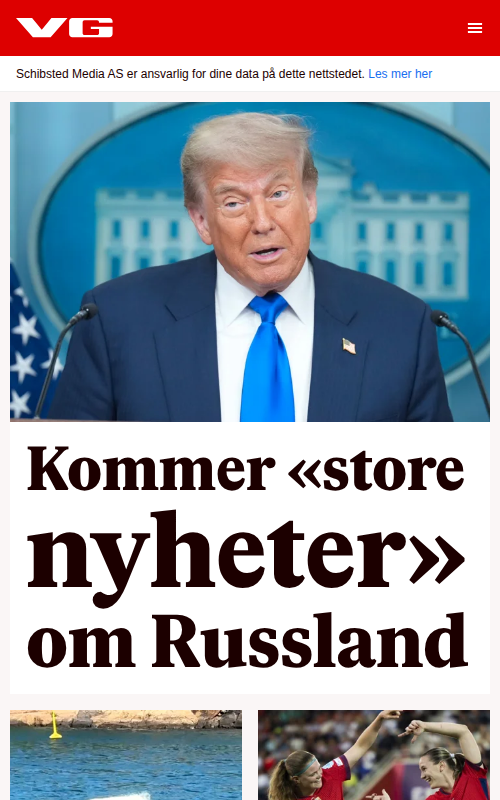 VG
Schibsted Media AS er ansvarlig for dine data på dette nettstedet. Les mer her
Kommer «store
nyheter»
om Russland